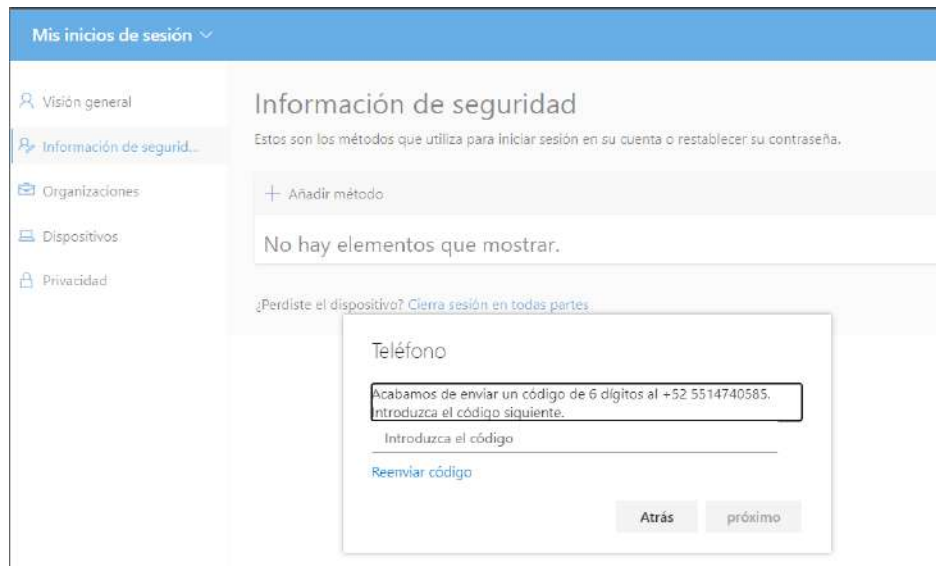 Mis inicios de sesión
Visión general
Información de segurid...
Organizaciones
Dispositivos
Privacidad
Información de seguridad
Estos son los métodos que utiliza para iniciar sesión en su cuenta o restablecer su contraseña.
+ Añadir método
No hay elementos que mostrar.
¿Perdiste el dispositivo? Cierra sesión en todas partes
Teléfono
Acabamos de enviar un código de 6 dígitos al +52 5514740585.
Introduzca el código siguiente.
Introduzca el código
Reenviar código
Atrás próximo